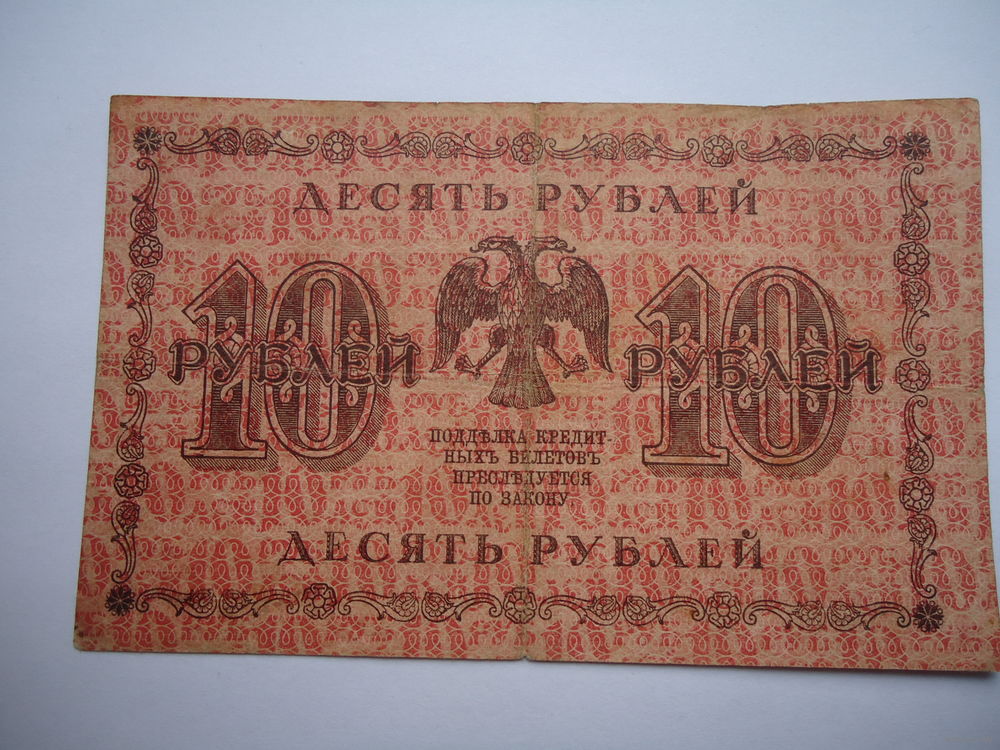 ДЕСЯТЬ РУБЛЕЙ
10 10
РУБЛЕЙ РУБЛЕЙ
ПОДДѢЛКА КРЕДИТ-
НЫХЪ БИЛЕТОВЪ
ПРЕСЛѢДУЕТСЯ
ПО ЗАКОНУ
ДЕСЯТЬ РУБЛЕЙ